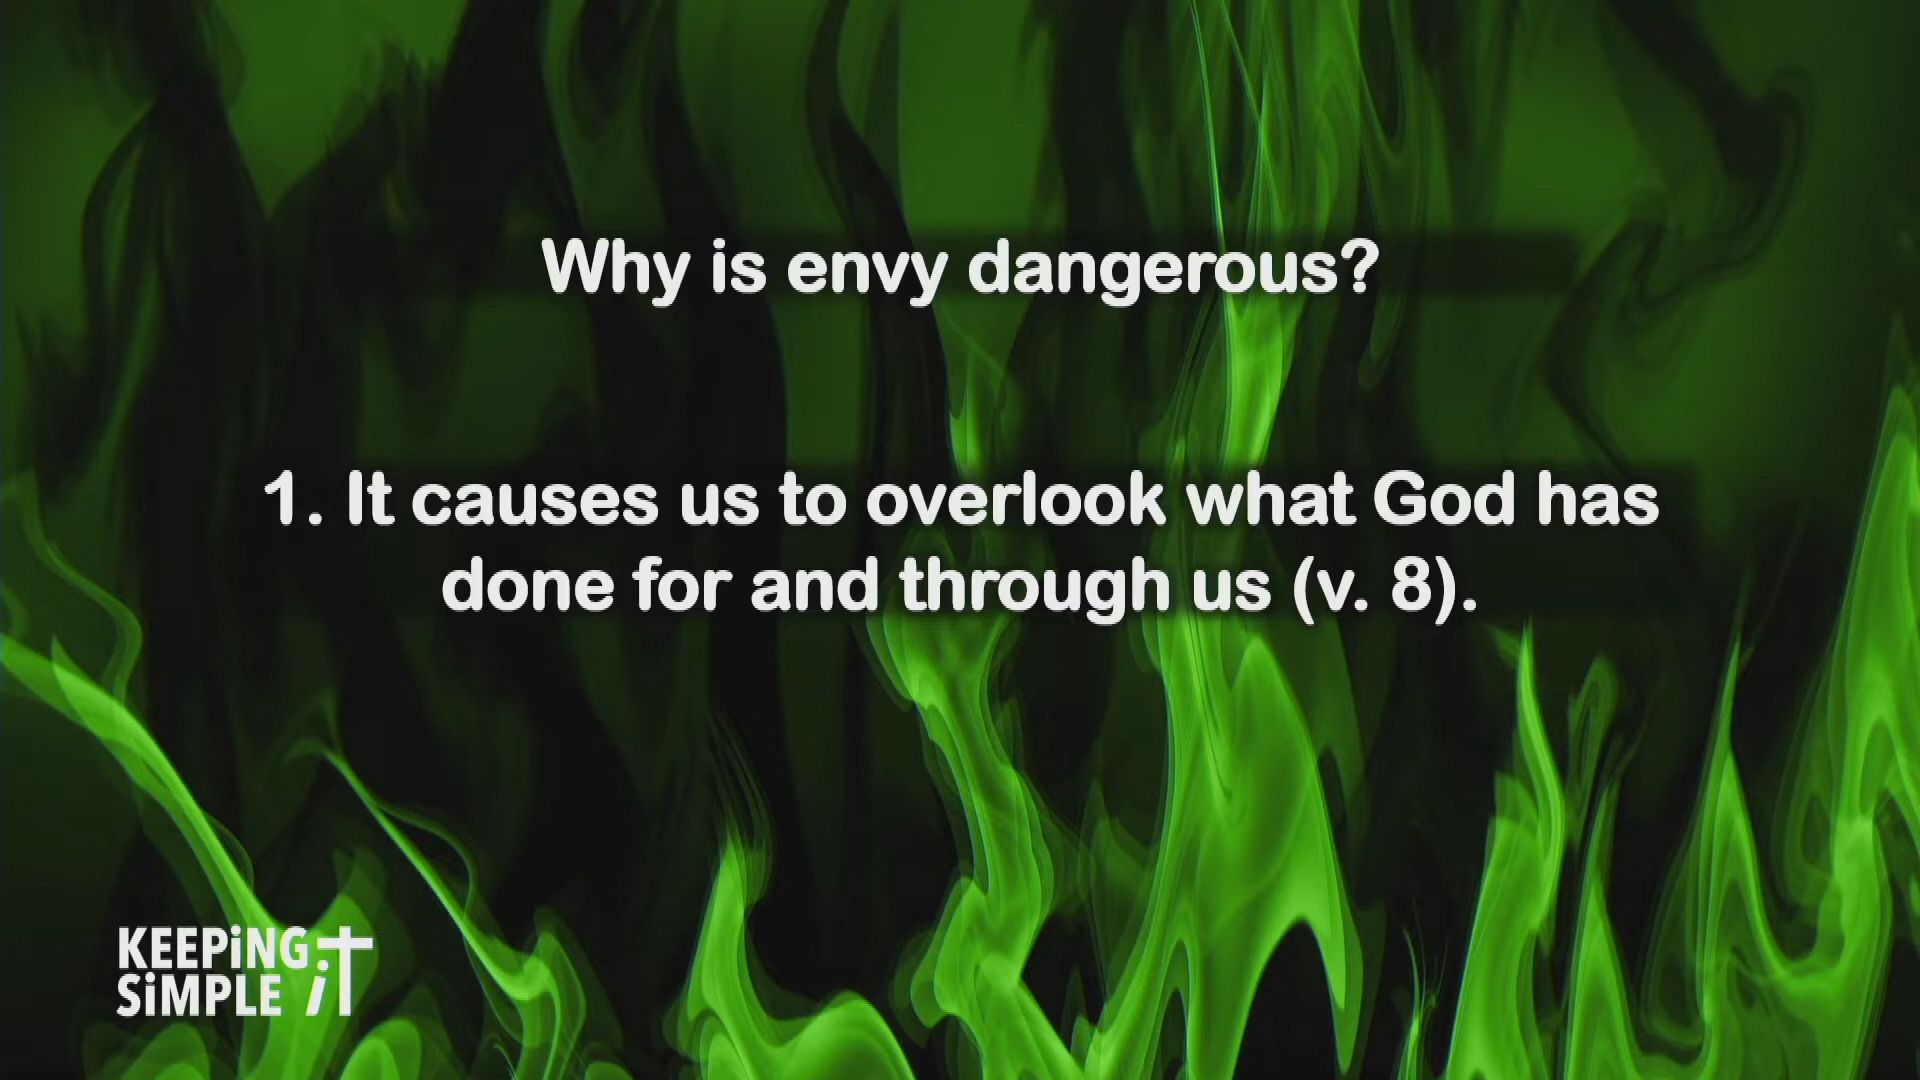 Why is envy dangerous?
1. It causes us to overlook what God has
done for and through us (v. 8).
KEEPiNG iT
SiMPLE